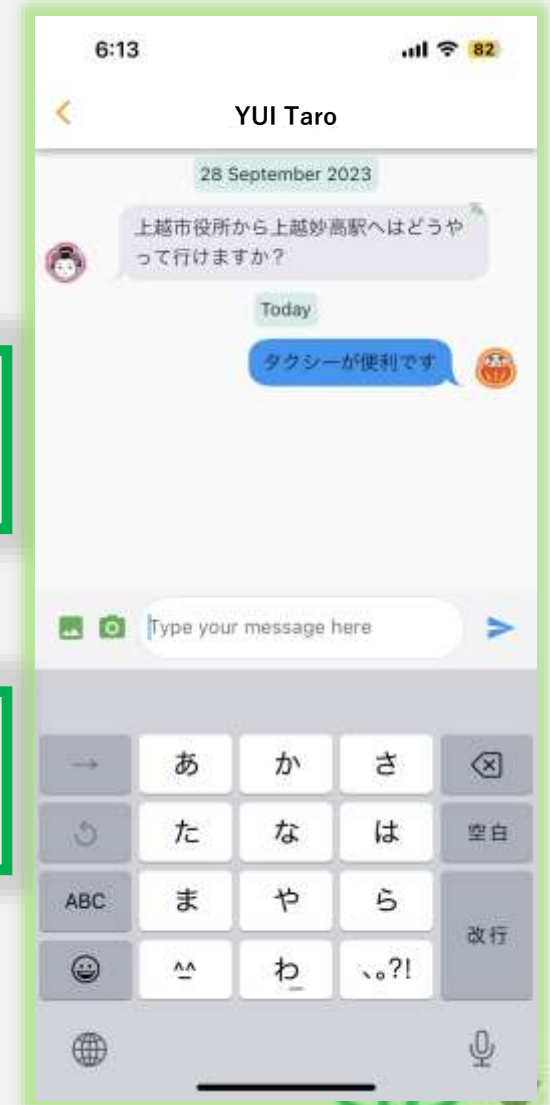 6:13
82
YUI Taro
28 September 2023
上越市役所から上越妙高駅へはどうや
って行けますか？
Today
タクシーが便利です
Type your message here
→ あ か さ
た な は 空白
ABC ま や ら 改行
^^ わ_ 、。?!